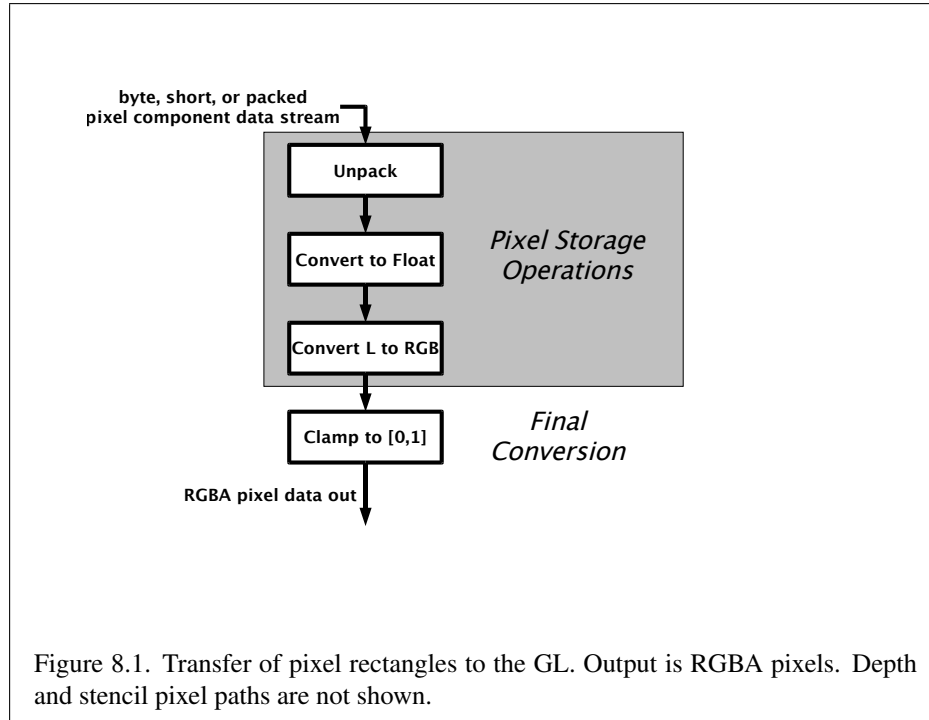 byte, short, or packed
pixel component data stream
Unpack
Convert to Float
Pixel Storage
Operations
Convert L to RGB
Clamp to [0,1]
Final
Conversion
RGBA pixel data out
Figure 8.1. Transfer of pixel rectangles to the GL. Output is RGBA pixels. Depth
and stencil pixel paths are not shown.